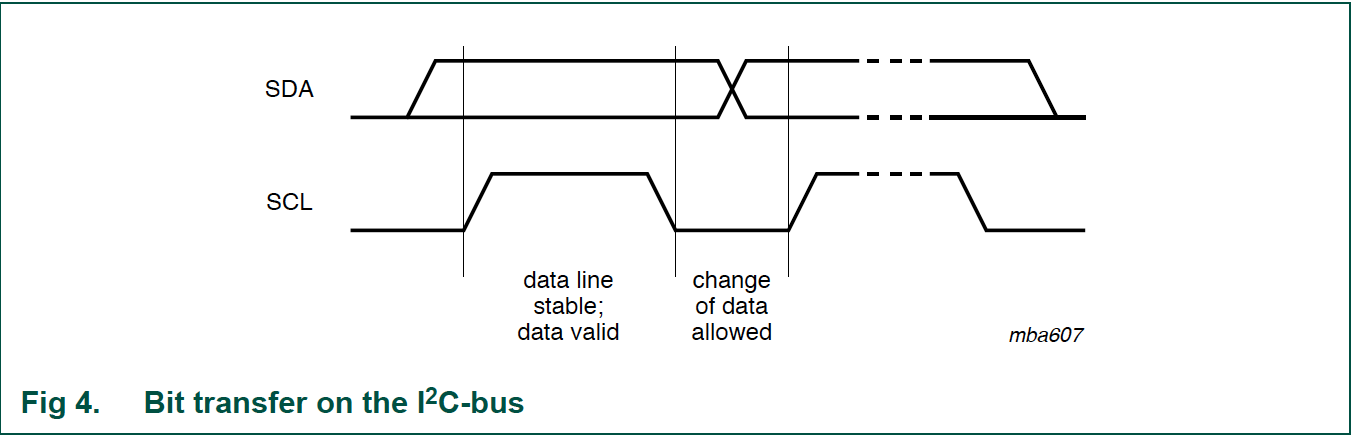 SDA
SCL
data line
stable;
data valid
change
of data
allowed
mba607
Fig 4. Bit transfer on the I²C-bus